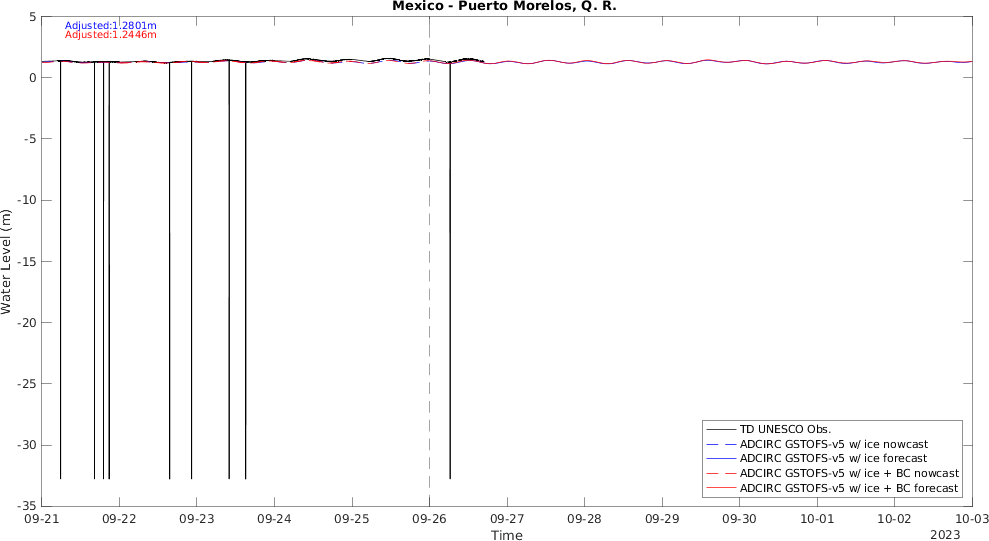 Mexico - Puerto Morelos, Q. R.
Adjusted:1.2801m
Adjusted:1.2446m
5
0
-5
-10
-15
-20
-25
-30
-35
Water Level (m)
09-21 09-22 09-23 09-24 09-25 09-26 09-27 09-28 09-29 09-30 10-01 10-02 10-03
Time
2023
TD UNESCO Obs.
ADCIRC GSTOFS-v5 w/ ice nowcast
ADCIRC GSTOFS-v5 w/ ice forecast
ADCIRC GSTOFS-v5 w/ ice + BC nowcast
ADCIRC GSTOFS-v5 w/ ice + BC forecast